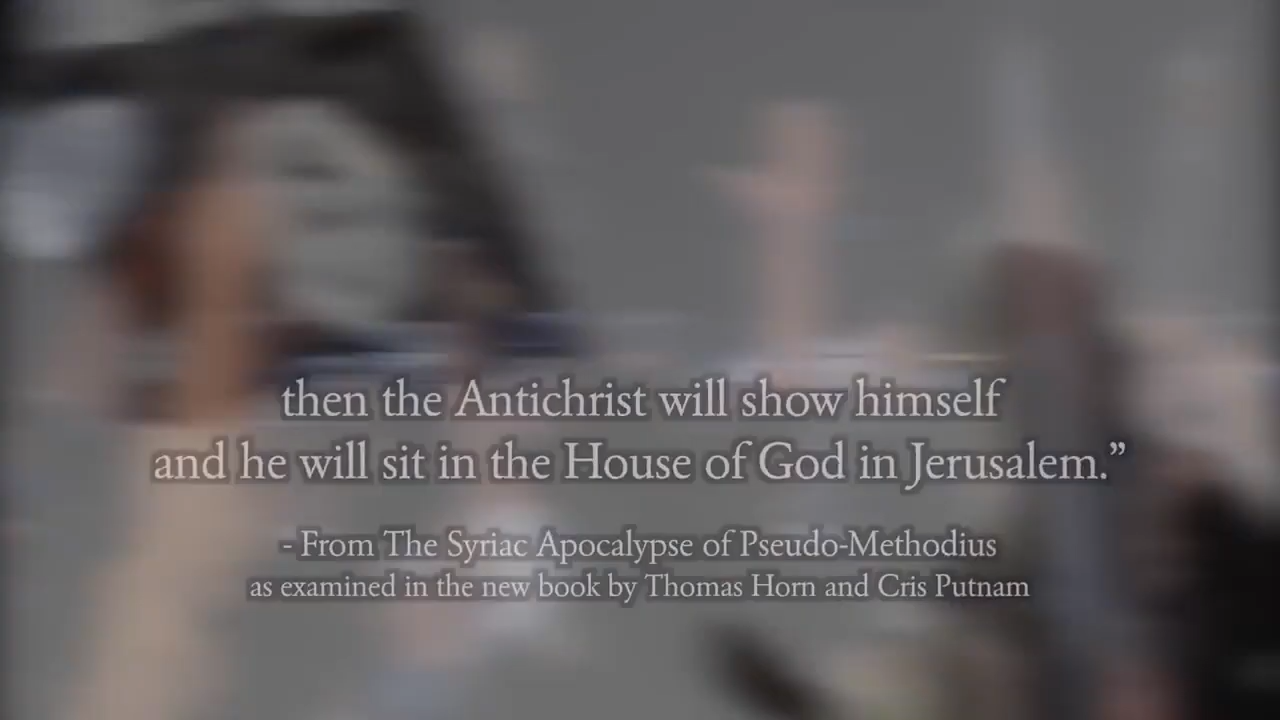 then the Antichrist will show himself
and he will sit in the House of God in Jerusalem.”
- From The Syriac Apocalypse of Pseudo-Methodius
as examined in the new book by Thomas Horn and Cris Putnam